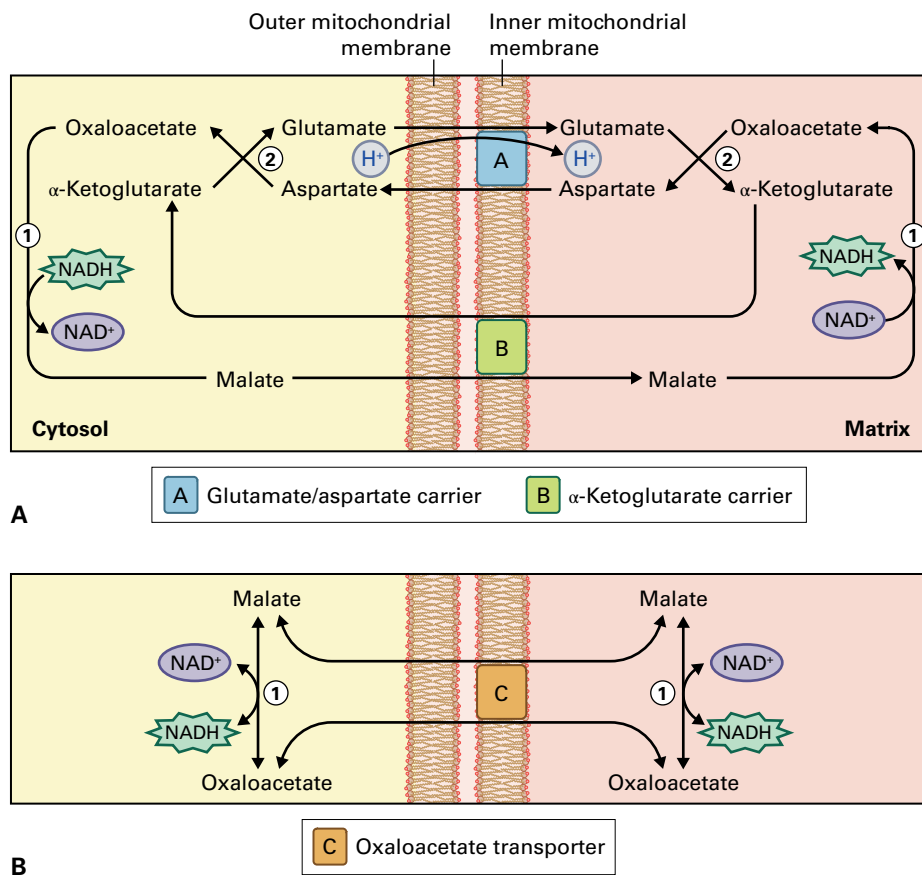 Outer mitochondrial membrane
Inner mitochondrial membrane
Oxaloacetate
Glutamate
Glutamate
Oxaloacetate
2
H⁺
A
H⁺
2
α-Ketoglutarate
Aspartate
Aspartate
α-Ketoglutarate
1
1
NADH
NADH
NAD⁺
NAD⁺
B
Malate
Malate
Cytosol
Matrix
A Glutamate/aspartate carrier
B α-Ketoglutarate carrier
A
Malate
Malate
NAD⁺
NAD⁺
1
C
1
NADH
NADH
Oxaloacetate
Oxaloacetate
C Oxaloacetate transporter
B